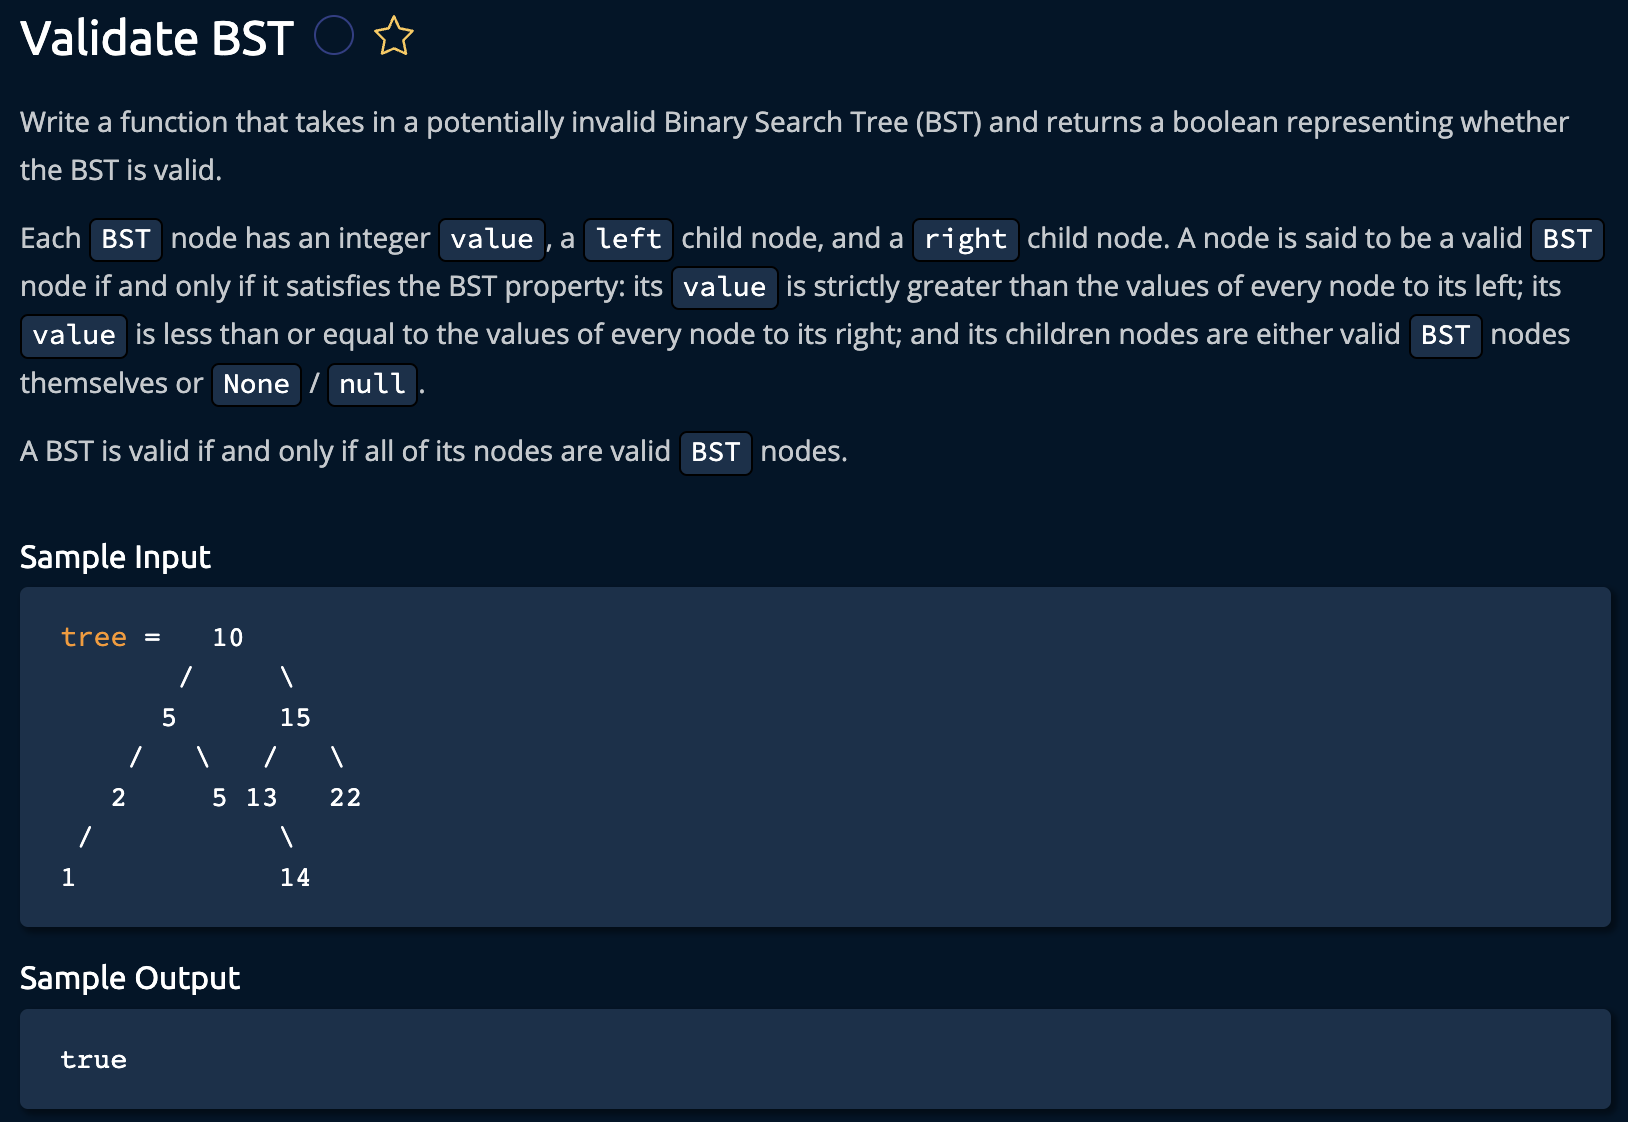 Validate BST
Write a function that takes in a potentially invalid Binary Search Tree (BST) and returns a boolean representing whether
the BST is valid.
Each BST node has an integer value, a left child node, and a right child node. A node is said to be a valid BST
node if and only if it satisfies the BST property: its value is strictly greater than the values of every node to its left; its
value is less than or equal to the values of every node to its right; and its children nodes are either valid BST nodes
themselves or None / null.
A BST is valid if and only if all of its nodes are valid BST nodes.
Sample Input
tree =   10
       /     \
      5      15
    /   \   /   \
   2     5 13   22
 /           \
1            14
Sample Output
true